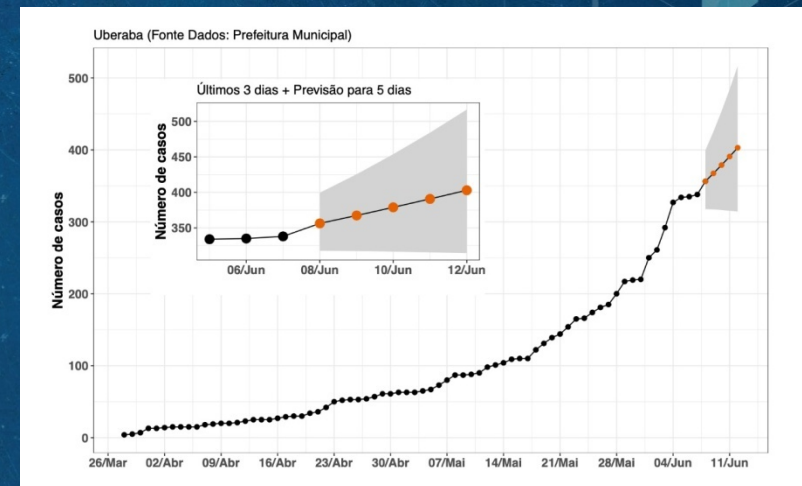 Uberaba (Fonte Dados: Prefeitura Municipal)
500
400
300
200
100
0
Número de casos
Últimos 3 dias + Previsão para 5 dias
500
450
400
350
Número de casos
06/Jun 08/Jun 10/Jun 12/Jun
26/Mar 02/Abr 09/Abr 16/Abr 23/Abr 30/Abr 07/Mai 14/Mai 21/Mai 28/Mai 04/Jun 11/Jun